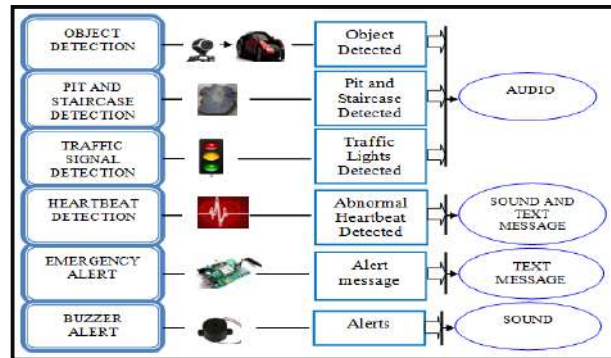 OBJECT
DETECTION
Object
Detected
PIT AND
STAIRCASE
DETECTION
Pit and
Staircase
Detected
AUDIO
TRAFFIC
SIGNAL
DETECTION
Traffic
Lights
Detected
HEARTBEAT
DETECTION
Abnormal
Heartbeat
Detected
SOUND AND
TEXT
MESSAGE
EMERGENCY
ALERT
Alert
message
TEXT
MESSAGE
BUZZER
ALERT
Alerts
SOUND